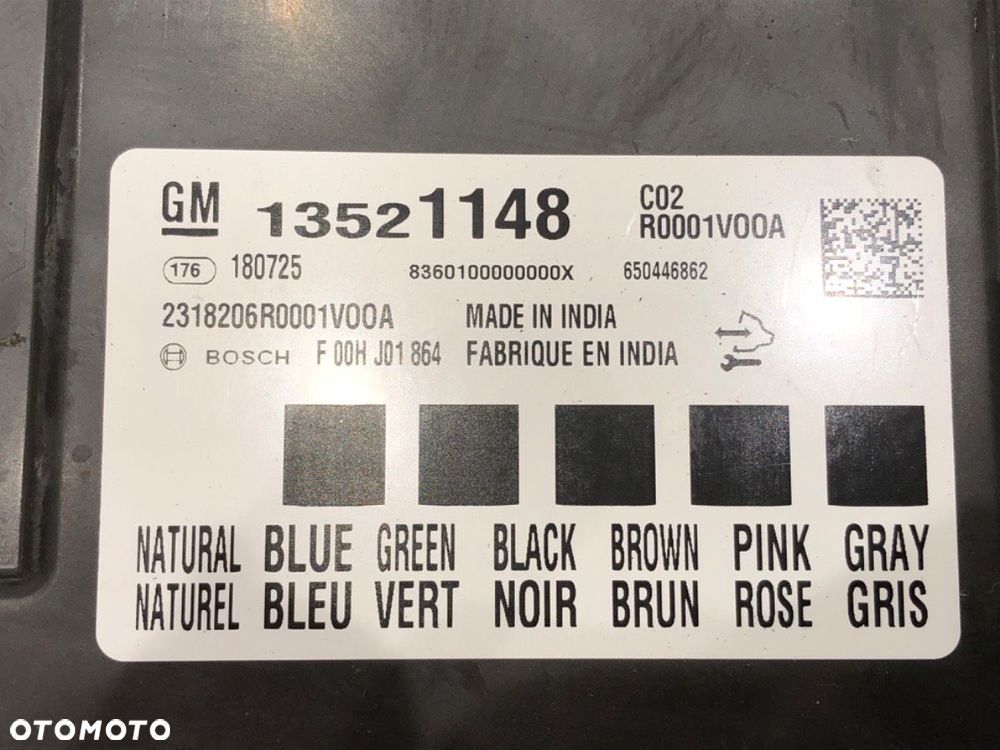 GM 13521148 C02
R0001V00A
176 180725 8360100000000X 650446862
2318206R0001V00A MADE IN INDIA
BOSCH F 00H J01 864 FABRIQUE EN INDIA
NATURAL BLUE GREEN BLACK BROWN PINK GRAY
NATUREL BLEU VERT NOIR BRUN ROSE GRIS
OTOMOTO